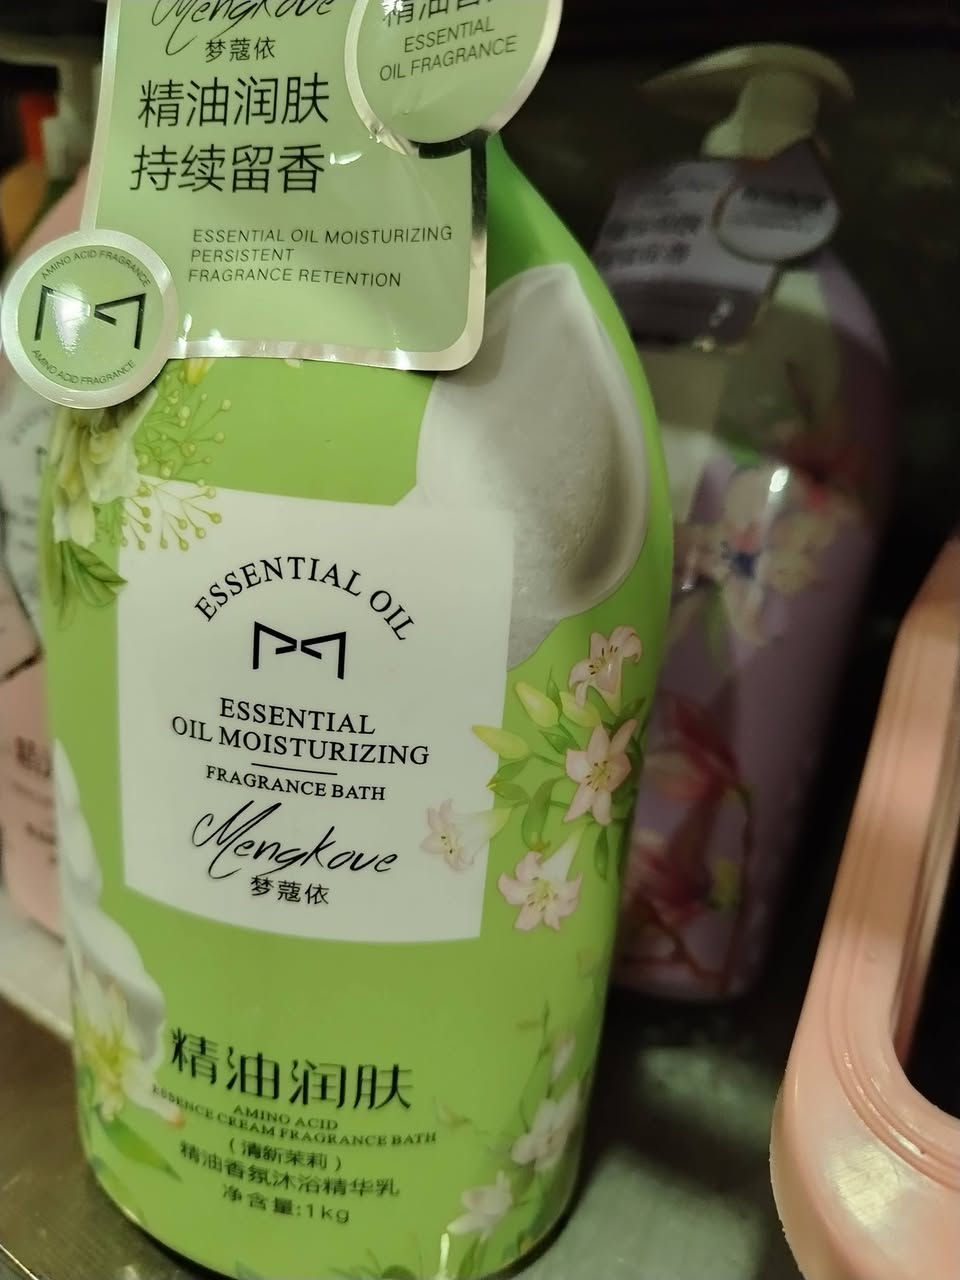 Mengkove
梦蔻依
精油润肤
持续留香
ESSENTIAL OIL MOISTURIZING
PERSISTENT
FRAGRANCE RETENTION
精油香
ESSENTIAL
OIL FRAGRANCE
AMINO ACID FRAGRANCE
AMINO ACID FRAGRANCE
ESSENTIAL OIL
ESSENTIAL
OIL MOISTURIZING
FRAGRANCE BATH
Mengkove
梦蔻依
精油润肤
AMINO ACID
ESSENCE CREAM FRAGRANCE BATH
(清新茉莉)
精油香氛沐浴精华乳
净含量:1kg